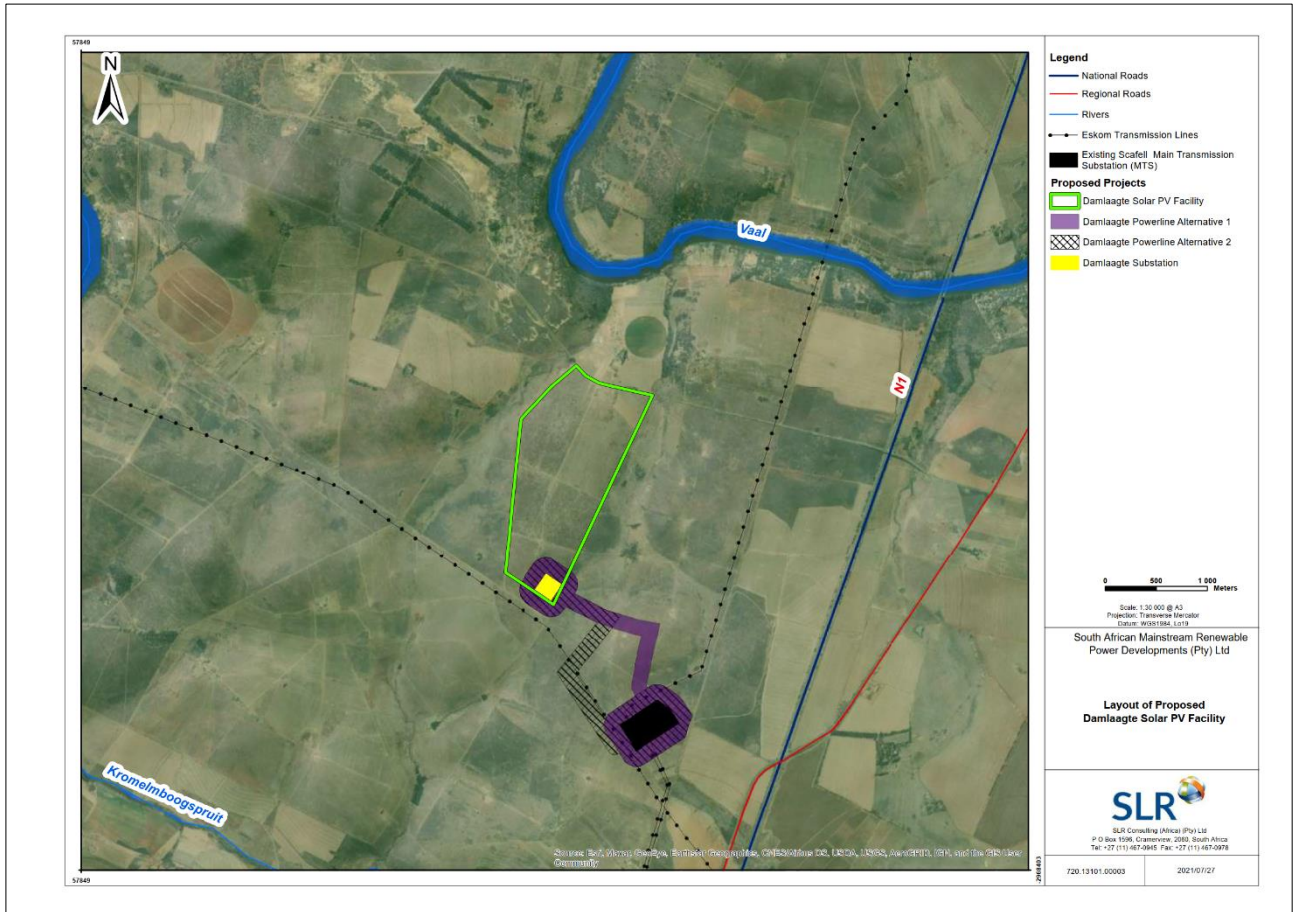 57849
N
Vaal
N1
Kromelmboogspruit
Source: Esri, Maxar, GeoEye, Earthstar Geographics, CNES/Airbus DS, USDA, USGS, AeroGRID, IGN, and the GIS User
Community
57849
-2968403
Legend
National Roads
Regional Roads
Rivers
Eskom Transmission Lines
Existing Scafell Main Transmission
Substation (MTS)
Proposed Projects
Damlaagte Solar PV Facility
Damlaagte Powerline Alternative 1
Damlaagte Powerline Alternative 2
Damlaagte Substation
0 500 1 000
Meters
Scale: 1:30 000 @ A3
Projection: Transverse Mercator
Datum: WGS1984, Lo19
South African Mainstream Renewable
Power Developments (Pty) Ltd
Layout of Proposed
Damlaagte Solar PV Facility
SLR
SLR Consulting (Africa) (Pty) Ltd
P O Box 1596, Cramerview, 2060, South Africa
Tel: +27 (11) 467-0945 Fax: +27 (11) 467-0978
720.13101.00003 2021/07/27